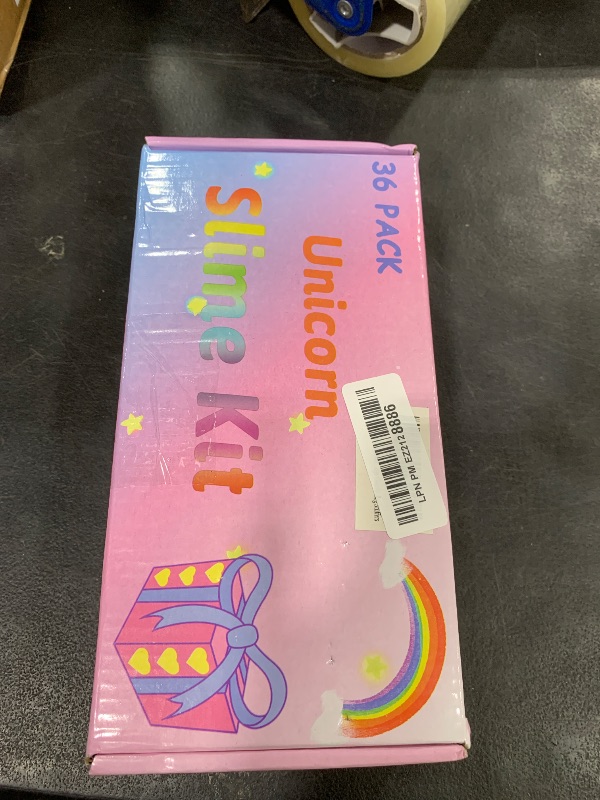 36 PACK
Unicorn
Slime Kit
LPN PM EZ2128886